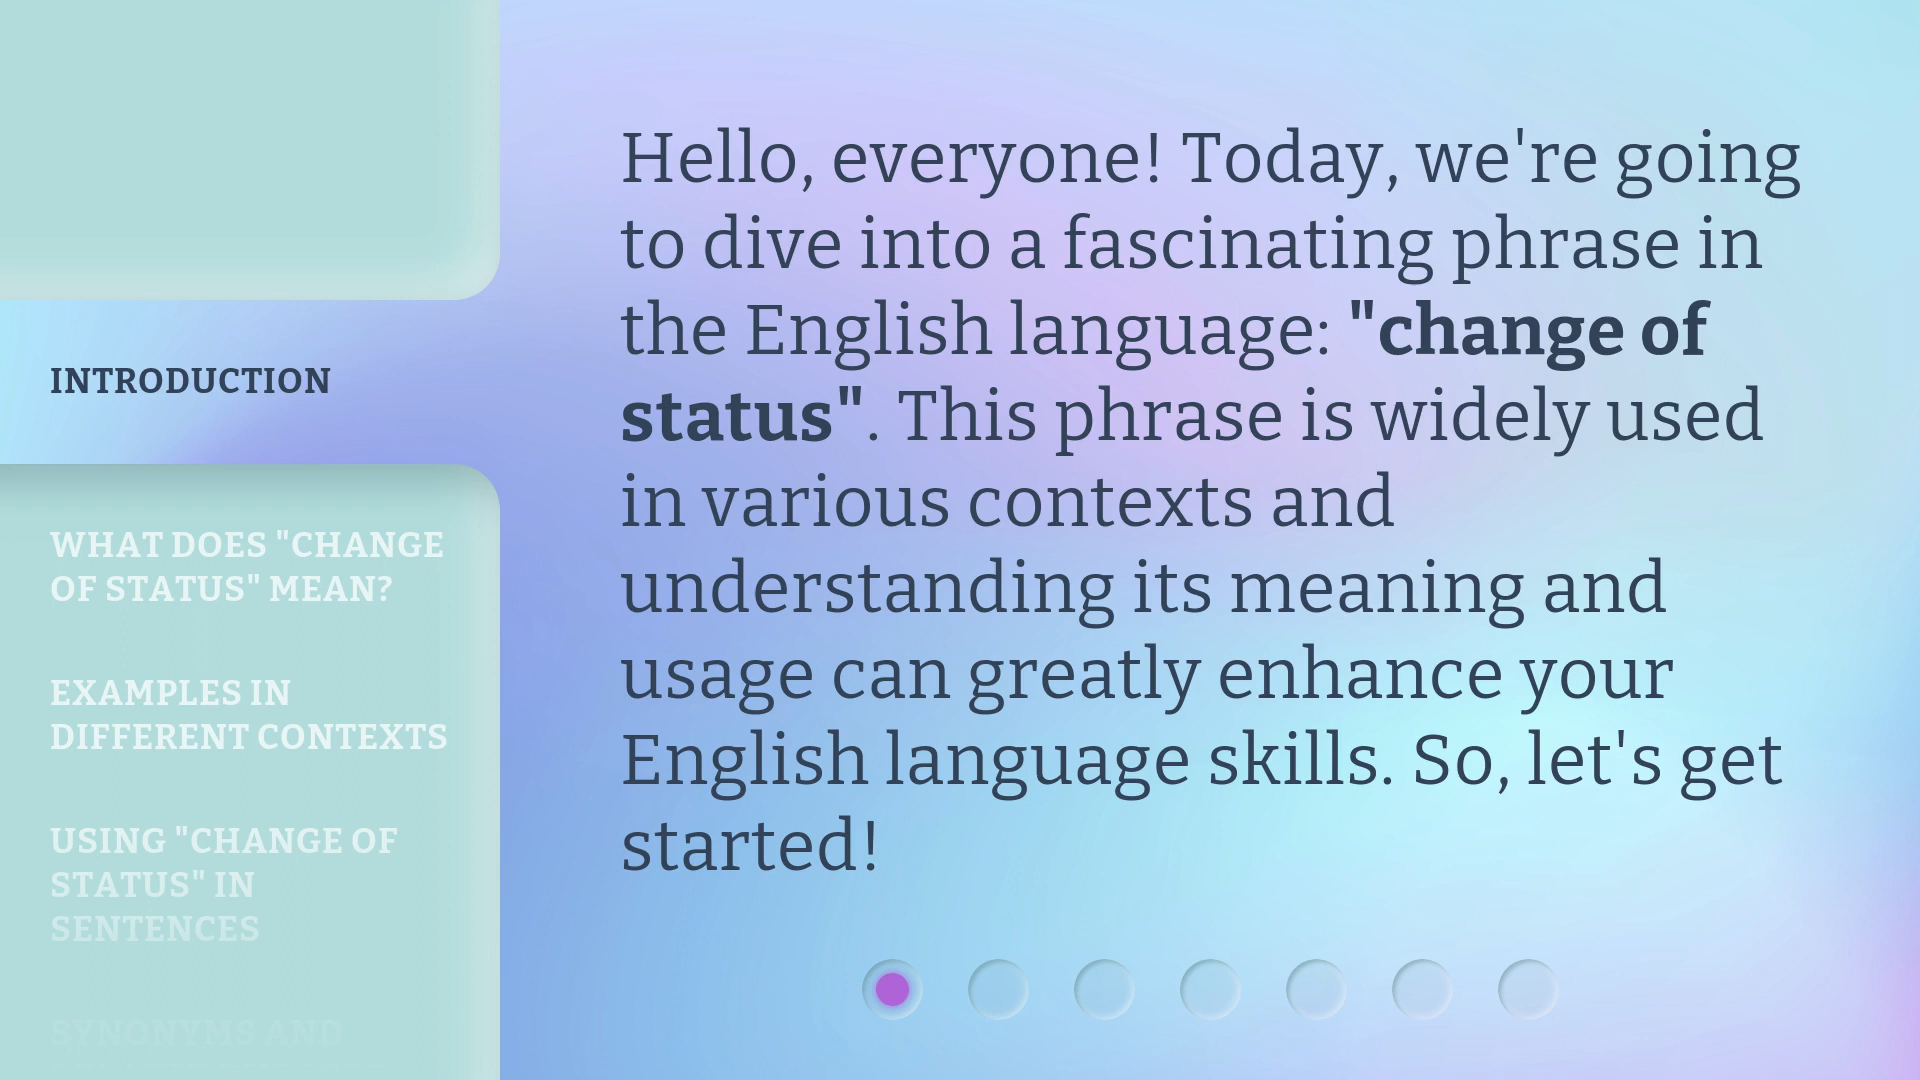 INTRODUCTION
WHAT DOES "CHANGE
OF STATUS" MEAN?
EXAMPLES IN
DIFFERENT CONTEXTS
USING "CHANGE OF
STATUS" IN
SENTENCES
SYNONYMS AND
Hello, everyone! Today, we're going
to dive into a fascinating phrase in
the English language: "change of
status". This phrase is widely used
in various contexts and
understanding its meaning and
usage can greatly enhance your
English language skills. So, let's get
started!